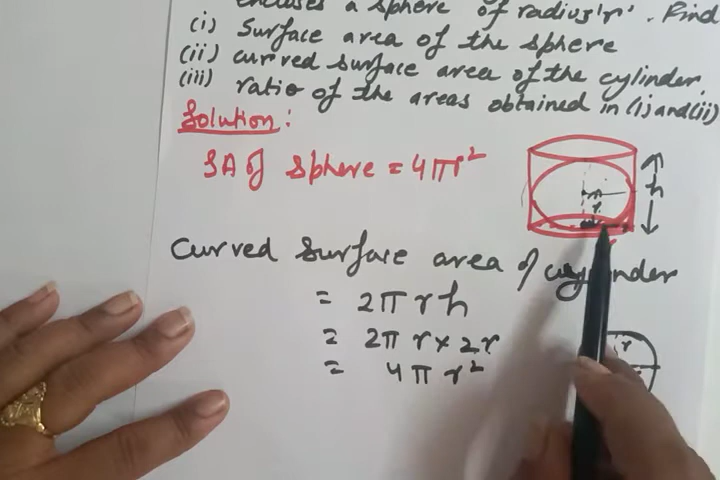 encloses a sphere of radius 'r'. Find
(i) Surface area of the sphere
(ii) curved surface area of the cylinder.
(iii) ratio of the areas obtained in (i) and (ii)
Solution:
SA of sphere = 4πr²
h
r
Curved surface area of cylinder
= 2πrh
= 2πr×2r
= 4πr²
r